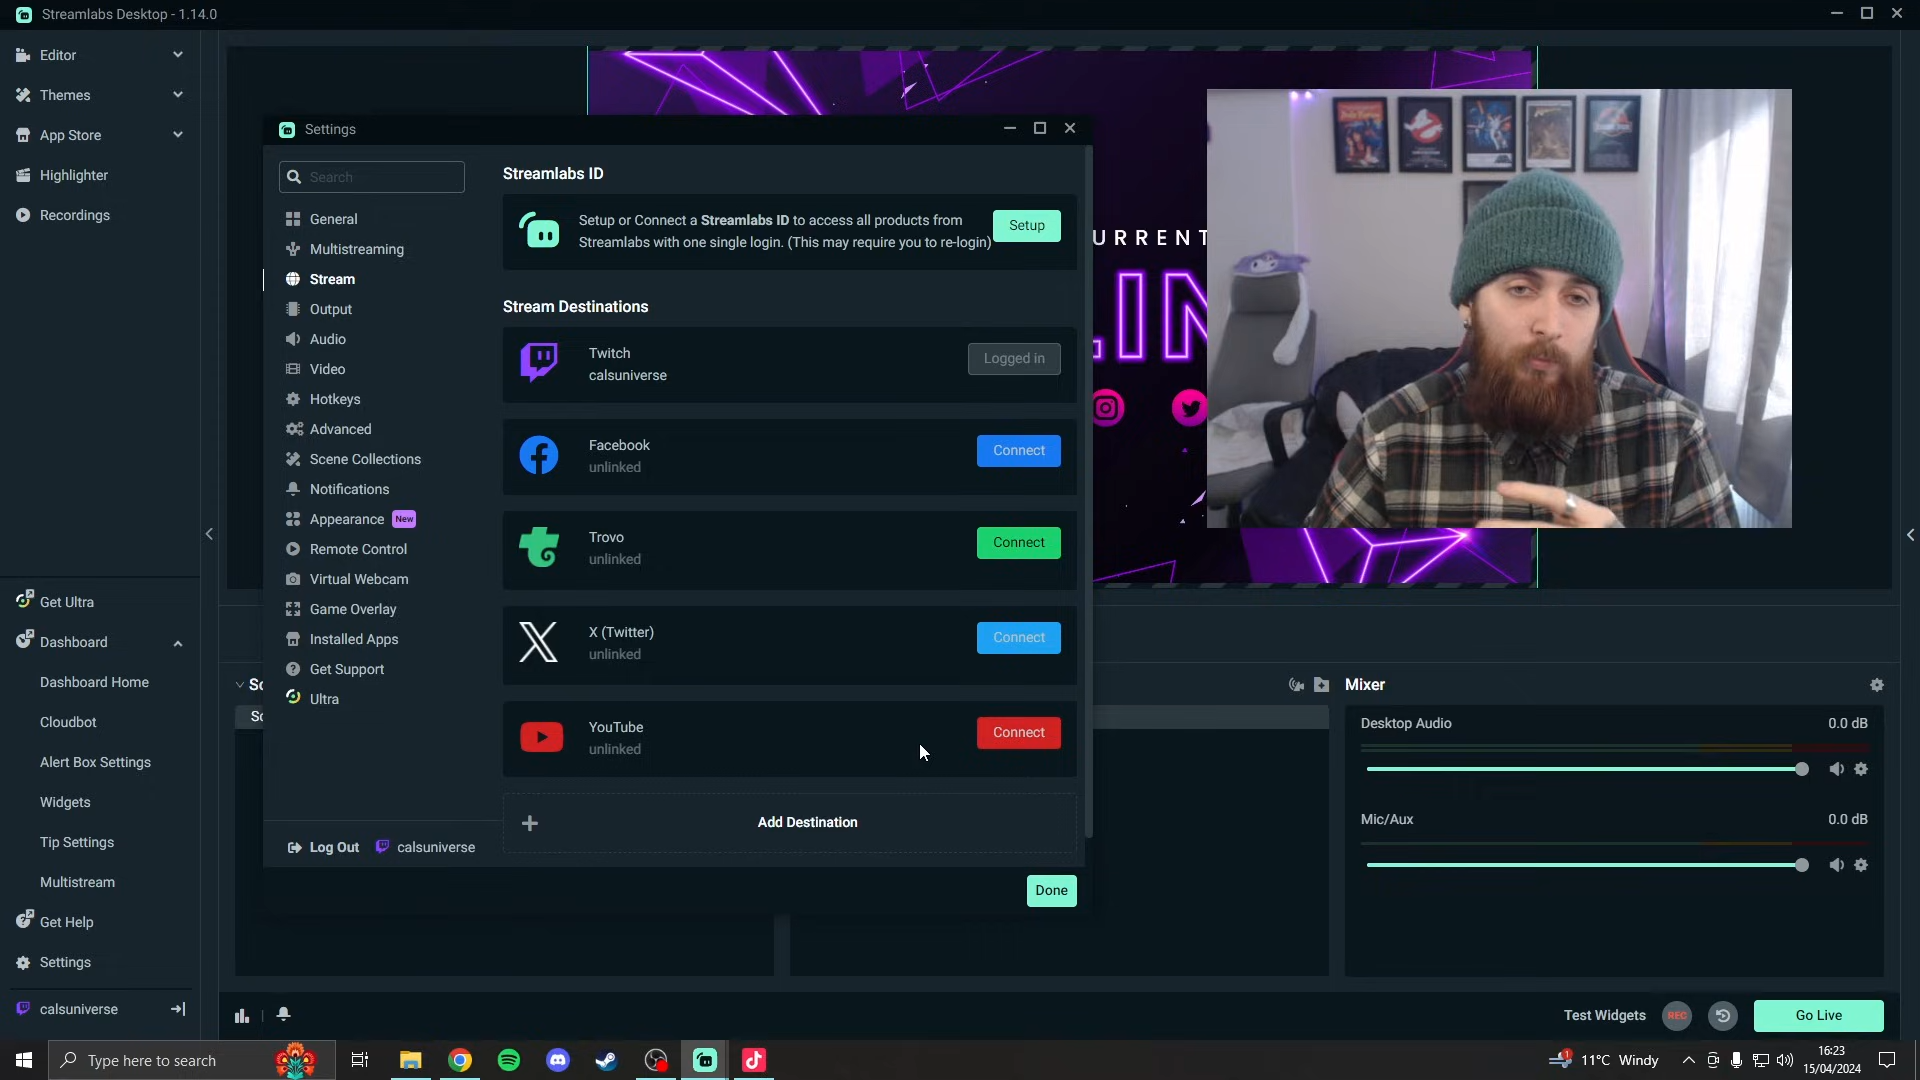 Streamlabs Desktop - 1.14.0
Editor
Themes
App Store
Highlighter
Recordings
Get Ultra
Dashboard
Dashboard Home
Cloudbot
Alert Box Settings
Widgets
Tip Settings
Multistream
Get Help
Settings
calsuniverse
Settings
Search
General
Multistreaming
Stream
Output
Audio
Video
Hotkeys
Advanced
Scene Collections
Notifications
Appearance New
Remote Control
Virtual Webcam
Game Overlay
Installed Apps
Get Support
Ultra
Log Out calsuniverse
Streamlabs ID
Setup or Connect a Streamlabs ID to access all products from
Streamlabs with one single login. (This may require you to re-login)
Setup
Stream Destinations
Twitch
calsuniverse
Logged in
Facebook
unlinked
Connect
Trovo
unlinked
Connect
X (Twitter)
unlinked
Connect
YouTube
unlinked
Connect
Add Destination
Done
URRENT
LIN
Sc
Sc
Mixer
Desktop Audio 0.0 dB
Mic/Aux 0.0 dB
Test Widgets
REC
Go Live
Type here to search
1
11°C Windy
16:23
15/04/2024